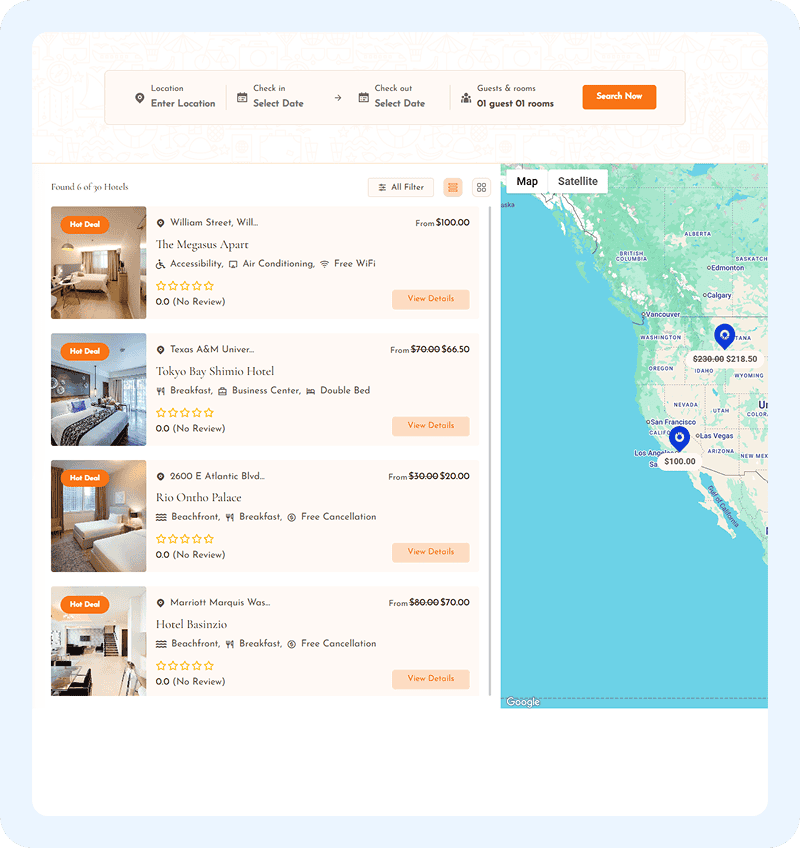 Location
Enter Location
Check in
Select Date
Check out
Select Date
Guests & rooms
01 guest 01 rooms
Search Now
Found 6 of 30 Hotels
All Filter
Hot Deal
William Street, Will...
From $100.00
The Megasus Apart
Accessibility, Air Conditioning, Free WiFi
0.0 (No Review)
View Details
Hot Deal
Texas A&M Univer...
From $70.00 $66.50
Tokyo Bay Shimio Hotel
Breakfast, Business Center, Double Bed
0.0 (No Review)
View Details
Hot Deal
2600 E Atlantic Blvd...
From $30.00 $20.00
Rio Ontho Palace
Beachfront, Breakfast, Free Cancellation
0.0 (No Review)
View Details
Hot Deal
Marriott Marquis Was...
From $80.00 $70.00
Hotel Basinzio
Beachfront, Breakfast, Free Cancellation
0.0 (No Review)
View Details
Map
Satellite
aska
ALBERTA
BRITISH
COLUMBIA
SASKATCH
Edmonton
Calgary
Vancouver
WASHINGTON
TANA
$230.00 $218.50
OREGON
IDAHO
WYOMING
NEVADA
UTAH
Un
COLOR
San Francisco
CALIF
Las Vegas
Los Angeles
ARIZONA
NEW MEX
$100.00
Sa
Gulf of
California
Google